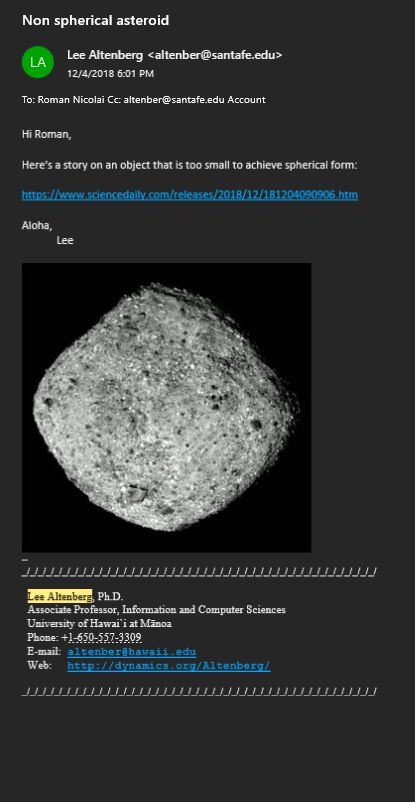 Non spherical asteroid
LA
Lee Altenberg <altenber@santafe.edu>
12/4/2018 6:01 PM
To: Roman Nicolai Cc: altenber@santafe.edu Account
Hi Roman,
Here's a story on an object that is too small to achieve spherical form:
https://www.sciencedaily.com/releases/2018/12/181204090906.htm
Aloha,
Lee
--
_/_/_/_/_/_/_/_/_/_/_/_/_/_/_/_/_/_/_/_/_/_/_/_/_/_/_/_/_/_/_/_/_/_/_/_/_/_/_/_/_/_/_/_/_/
Lee Altenberg, Ph.D.
Associate Professor, Information and Computer Sciences
University of Hawai`i at Mānoa
Phone: +1-650-557-3309
E-mail: altenber@hawaii.edu
Web: http://dynamics.org/Altenberg/
_/_/_/_/_/_/_/_/_/_/_/_/_/_/_/_/_/_/_/_/_/_/_/_/_/_/_/_/_/_/_/_/_/_/_/_/_/_/_/_/_/_/_/_/_/